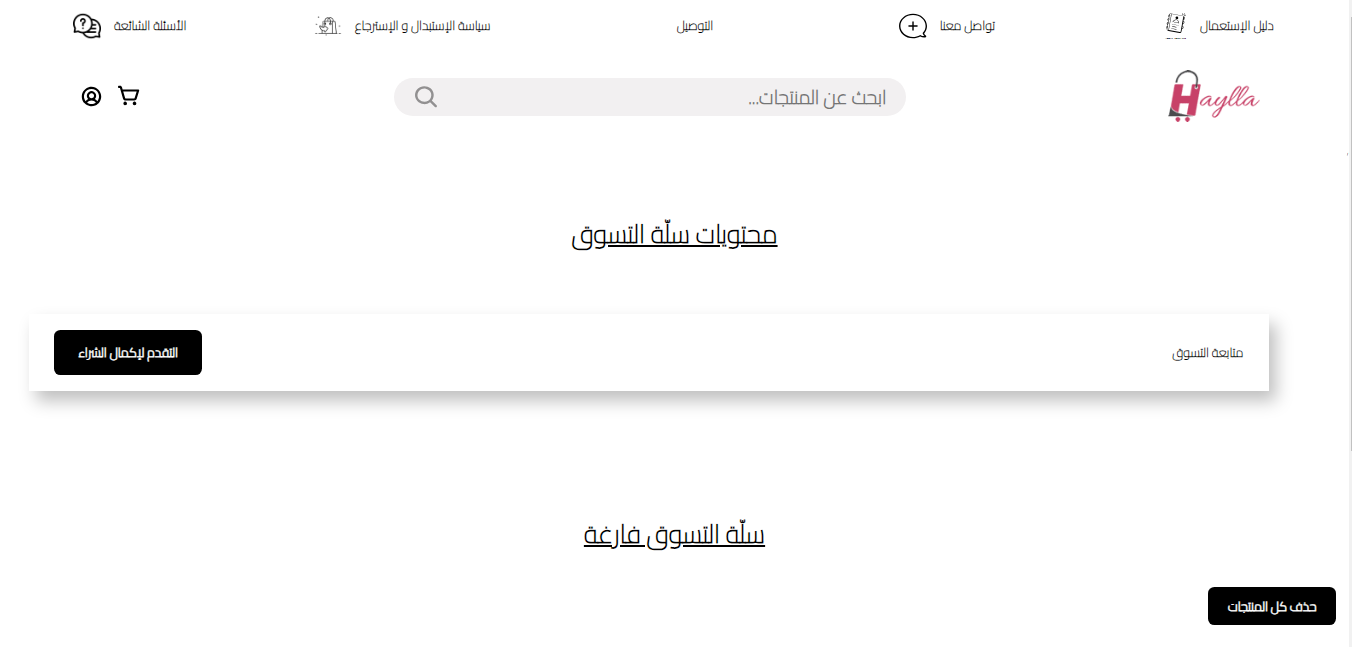 دليل الإستعمال
تواصل معنا
التوصيل
سياسة الإستبدال و الإسترجاع
الأسئلة الشائعة
Haylla
ابحث عن المنتجات...
محتويات سلّة التسوق
متابعة التسوق
التقدم لإكمال الشراء
سلّة التسوق فارغة
حذف كل المنتجات